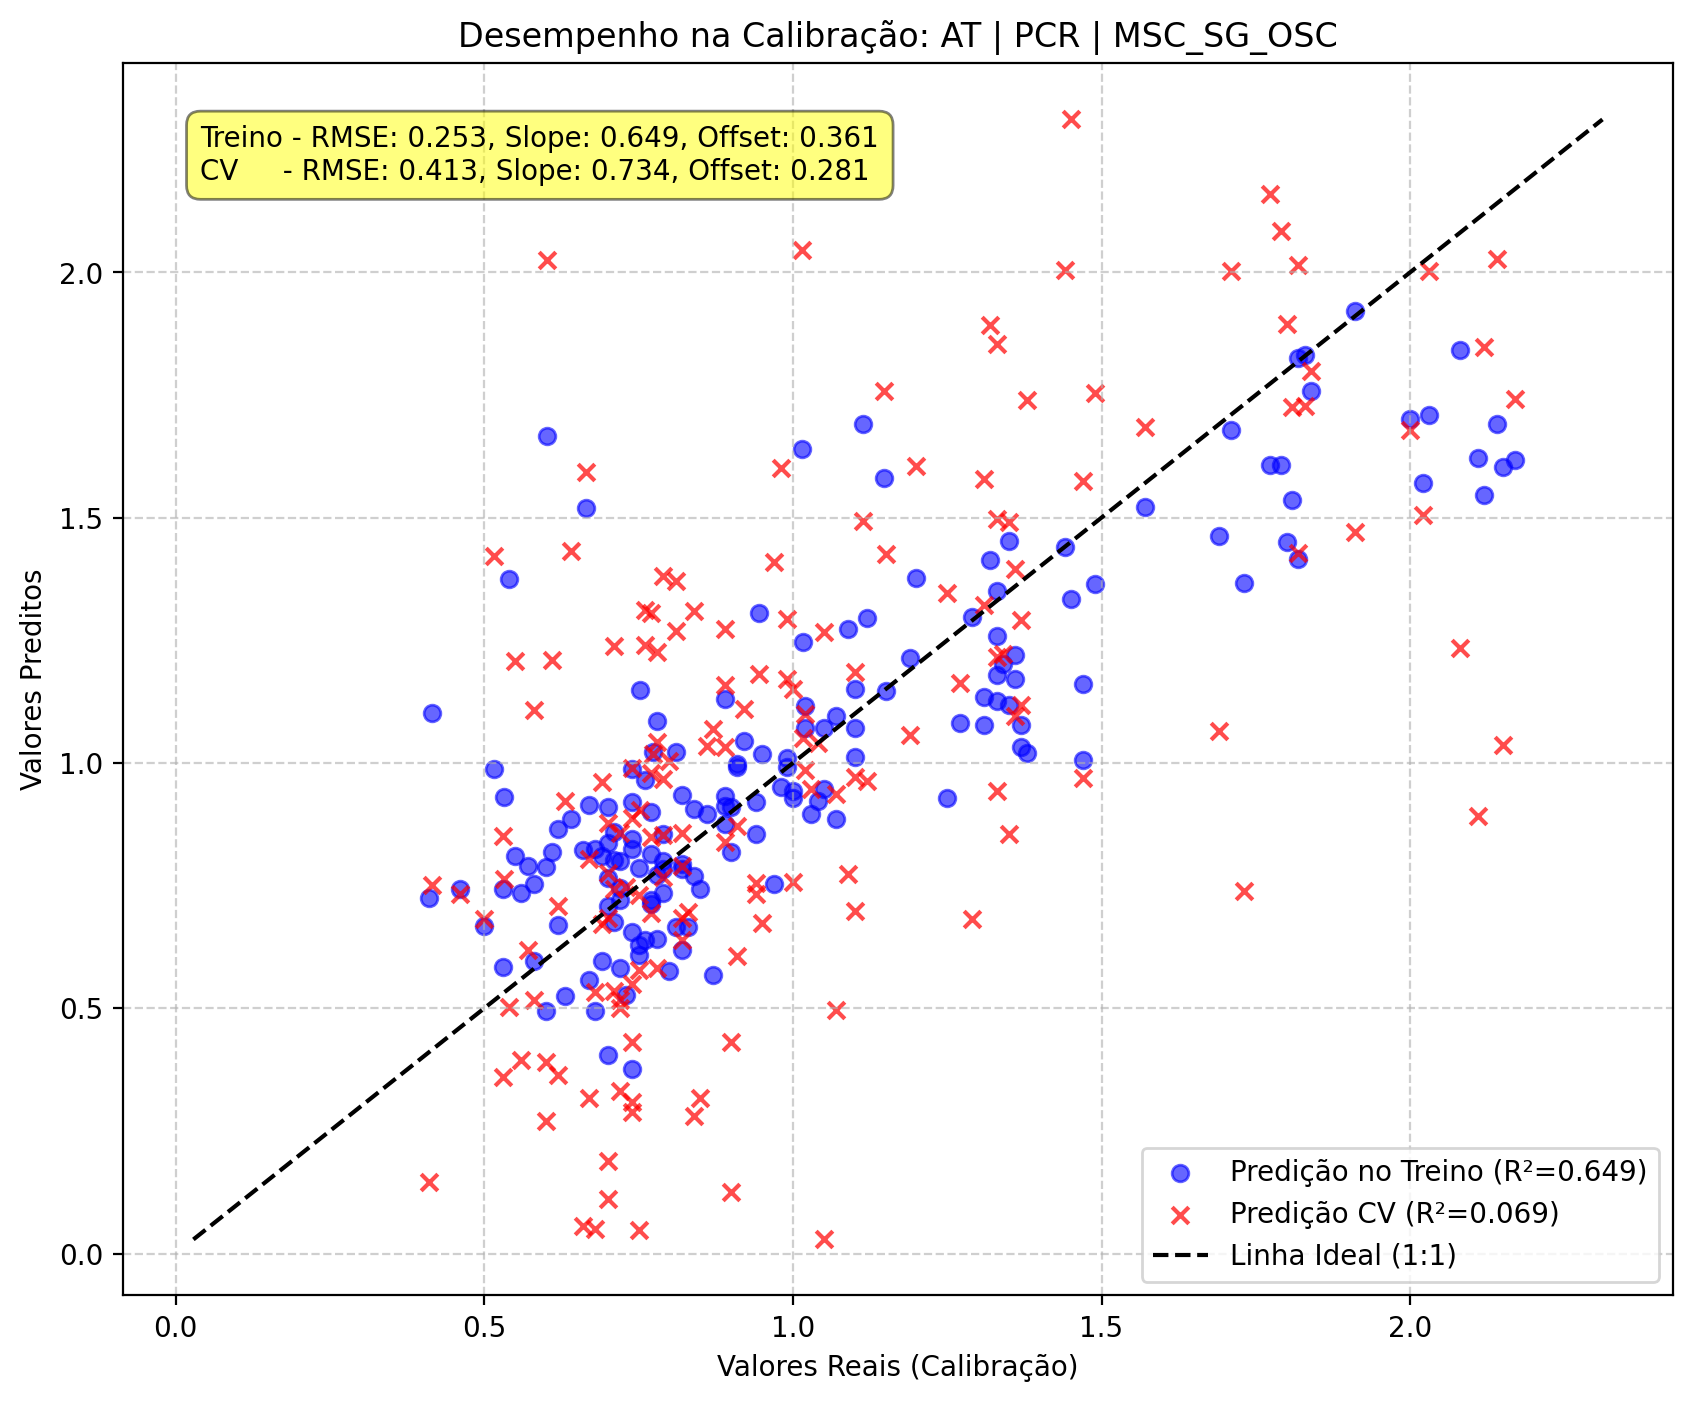 Desempenho na Calibração: AT | PCR | MSC_SG_OSC
Treino - RMSE: 0.253, Slope: 0.649, Offset: 0.361
CV     - RMSE: 0.413, Slope: 0.734, Offset: 0.281
Valores Preditos
2.0
1.5
1.0
0.5
0.0
Predição no Treino (R²=0.649)
Predição CV (R²=0.069)
Linha Ideal (1:1)
0.0 0.5 1.0 1.5 2.0
Valores Reais (Calibração)